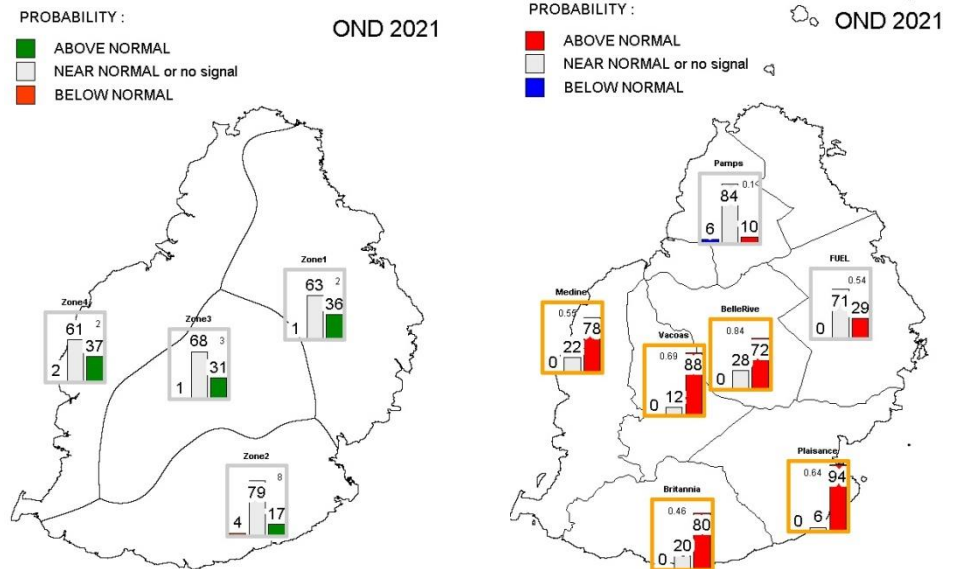 PROBABILITY :
OND 2021
ABOVE NORMAL
NEAR NORMAL or no signal
BELOW NORMAL
Zone1
2
63
36
1
Zone4
2
61
37
2
Zone3
3
68
31
1
Zone2
8
79
17
4
PROBABILITY :
OND 2021
ABOVE NORMAL
NEAR NORMAL or no signal
BELOW NORMAL
Pamps
84
6
10
FUEL
0.54
71
29
0
Medine
0.55
78
22
0
BelleRive
0.84
72
28
0
Vacoas
0.69
88
12
0
Plaisance
0.64
94
6
0
Britannia
0.46
80
20
0